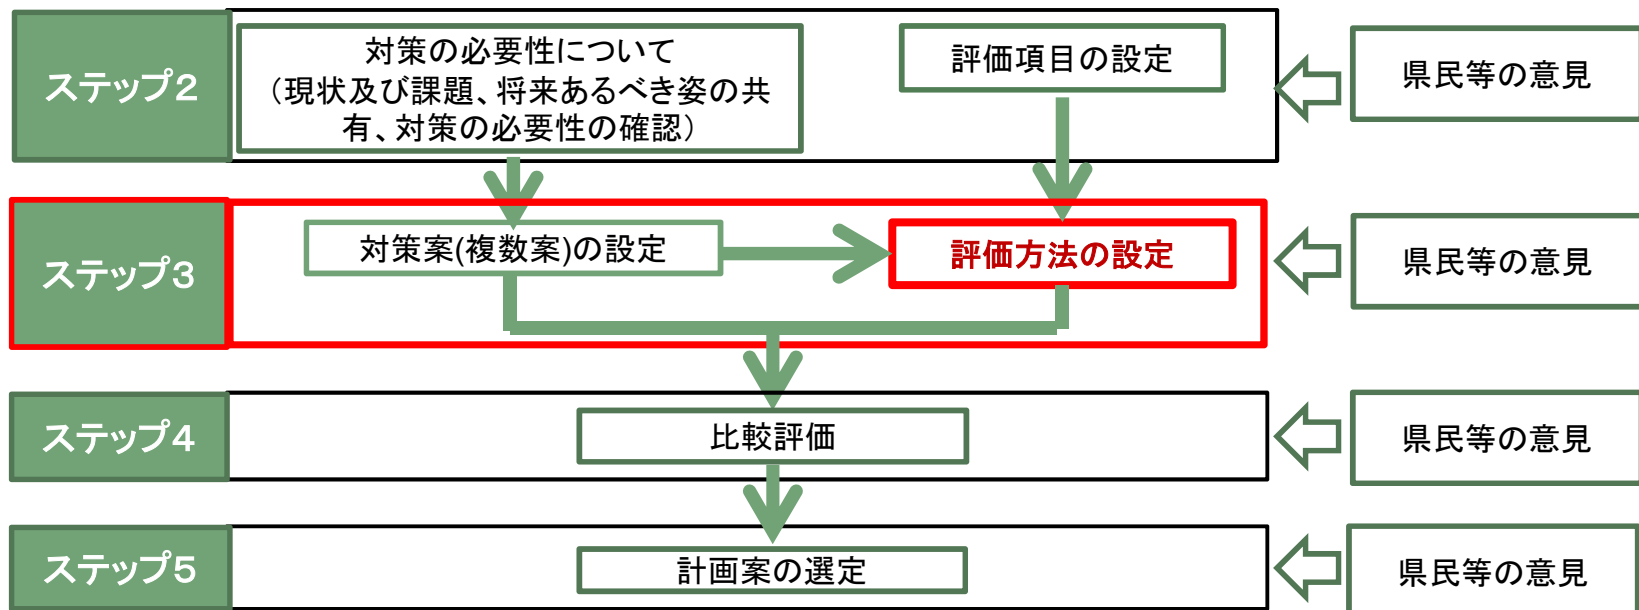 ステップ2
対策の必要性について
（現状及び課題、将来あるべき姿の共
有、対策の必要性の確認）
評価項目の設定
県民等の意見
ステップ3
対策案(複数案)の設定
評価方法の設定
県民等の意見
ステップ4
比較評価
県民等の意見
ステップ5
計画案の選定
県民等の意見